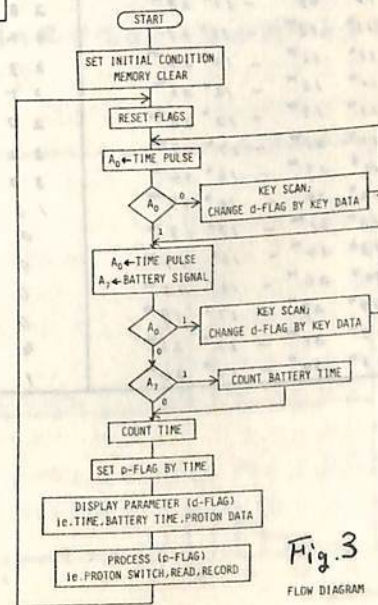 START
SET INITIAL CONDITION
MEMORY CLEAR
RESET FLAGS
A₀←TIME PULSE
A₀
0
KEY SCAN;
CHANGE d-FLAG BY KEY DATA
1
A₀←TIME PULSE
A₇←BATTERY SIGNAL
A₀
1
KEY SCAN;
CHANGE d-FLAG BY KEY DATA
0
A₇
1
COUNT BATTERY TIME
0
COUNT TIME
SET p-FLAG BY TIME
DISPLAY PARAMETER (d-FLAG)
ie.TIME,BATTERY TIME,PROTON DATA
PROCESS (p-FLAG)
ie.PROTON SWITCH,READ,RECORD
Fig.3
FLOW DIAGRAM